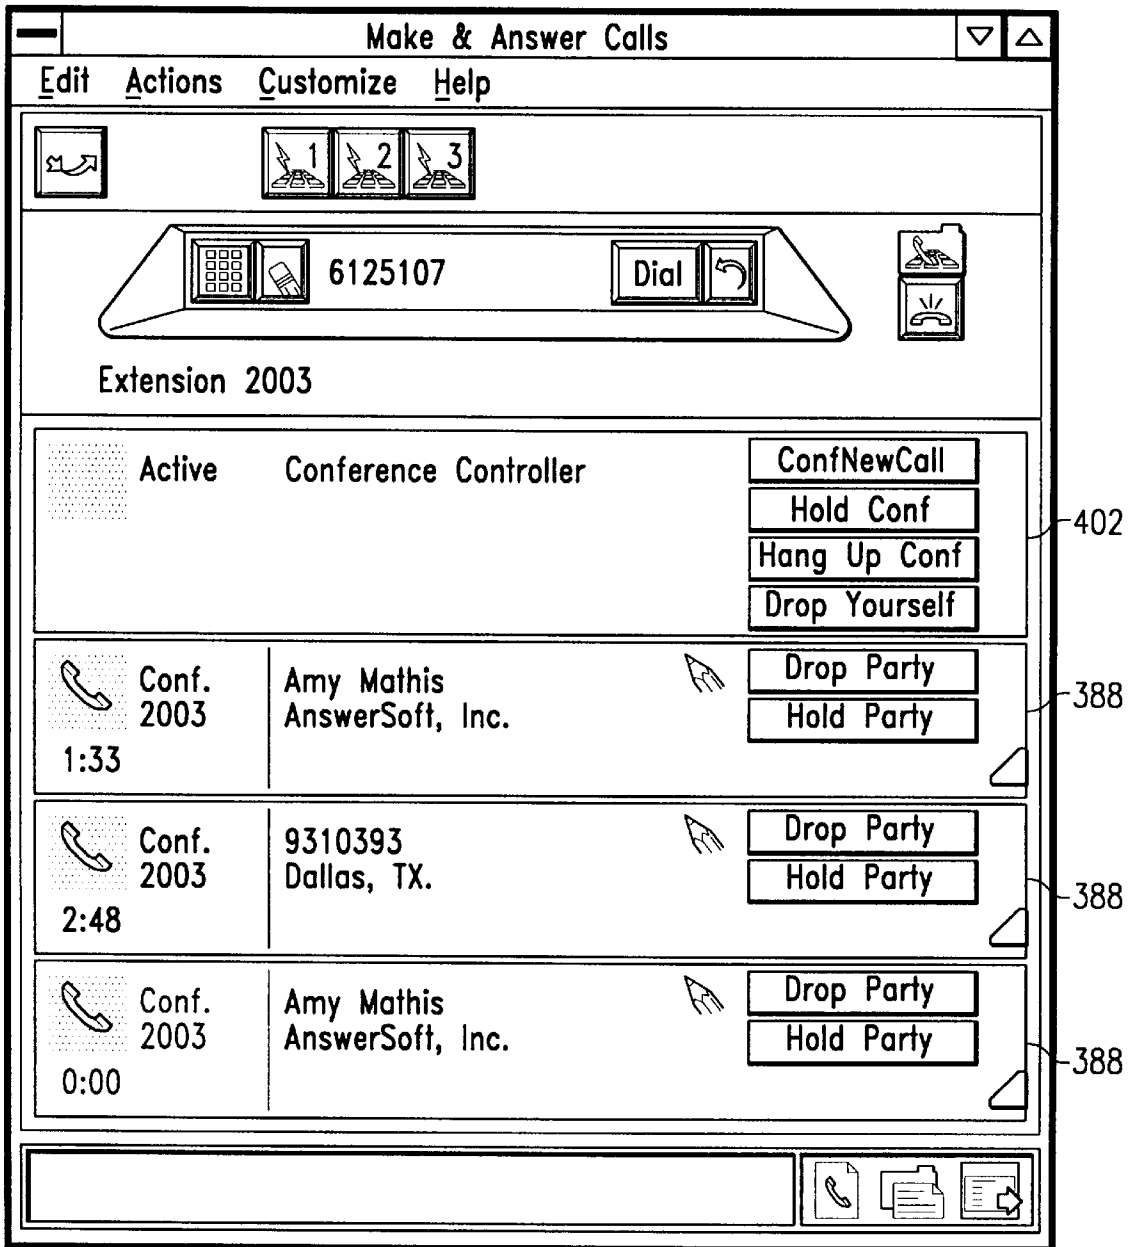 Make & Answer Calls
Edit Actions Customize Help
1 2 3
6125107 Dial
Extension 2003
Active Conference Controller
ConfNewCall
Hold Conf
Hang Up Conf
Drop Yourself
402
Conf. 2003
1:33
Amy Mathis
AnswerSoft, Inc.
Drop Party
Hold Party
388
Conf. 2003
2:48
9310393
Dallas, TX.
Drop Party
Hold Party
388
Conf. 2003
0:00
Amy Mathis
AnswerSoft, Inc.
Drop Party
Hold Party
388